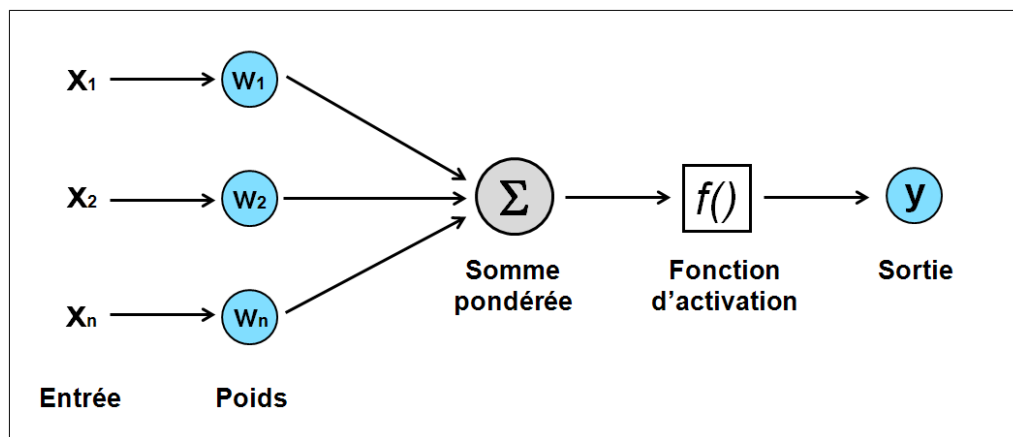 X₁ W₁
X₂ W₂ Σ f() y
Somme pondérée
Fonction d'activation
Sortie
Xₙ Wₙ
Entrée Poids